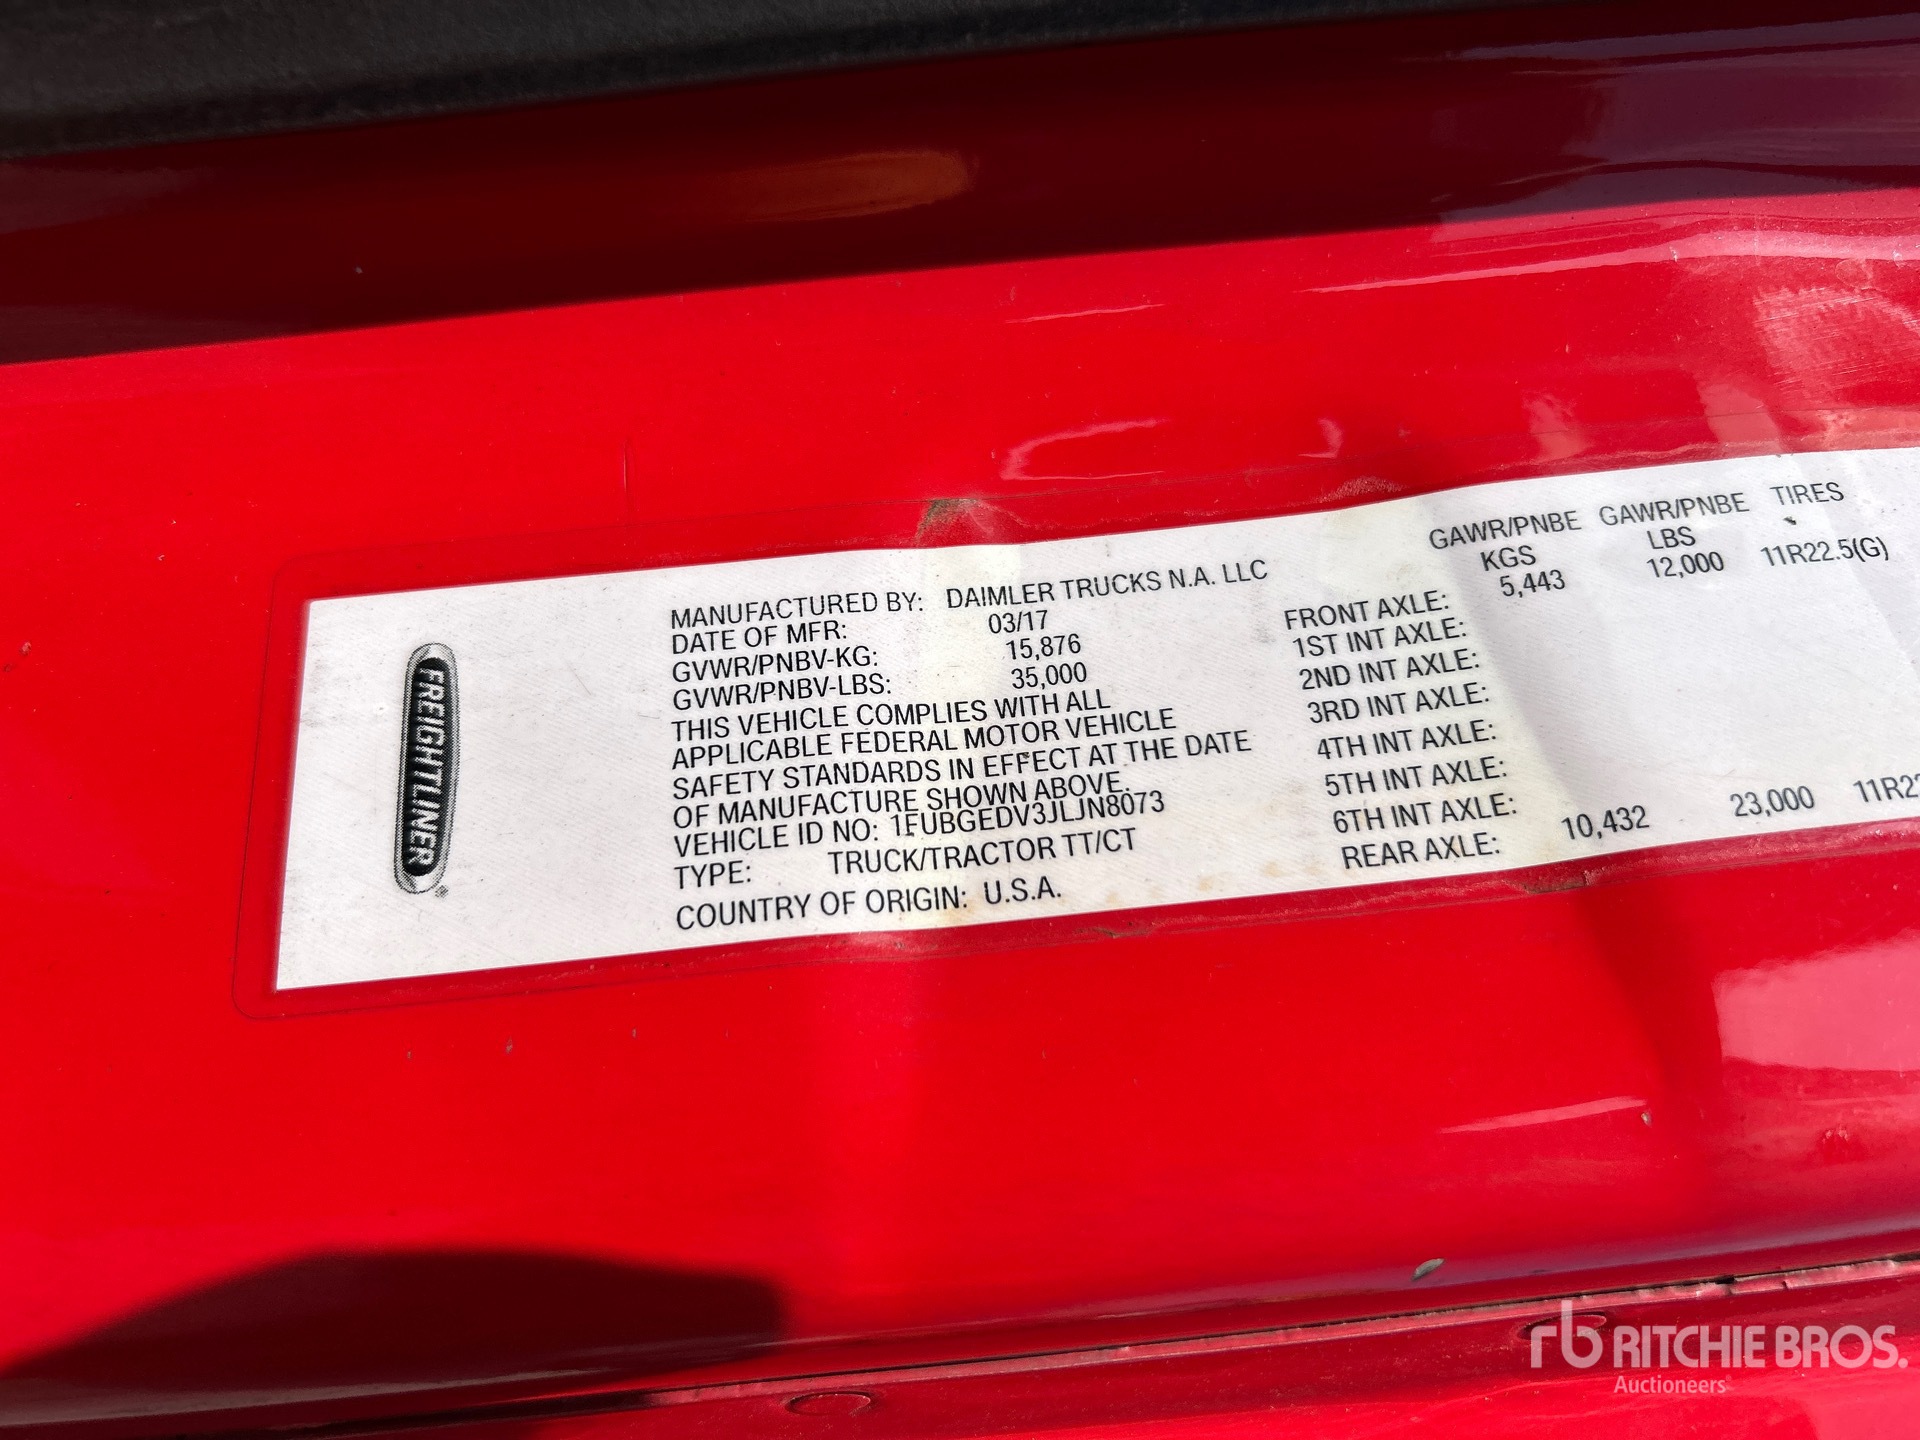 FREIGHTLINER
MANUFACTURED BY: DAIMLER TRUCKS N.A. LLC
DATE OF MFR: 03/17
GVWR/PNBV-KG: 15,876
GVWR/PNBV-LBS: 35,000
THIS VEHICLE COMPLIES WITH ALL
APPLICABLE FEDERAL MOTOR VEHICLE
SAFETY STANDARDS IN EFFECT AT THE DATE
OF MANUFACTURE SHOWN ABOVE.
VEHICLE ID NO: 1FUBGEDV3JLJN8073
TYPE: TRUCK/TRACTOR TT/CT
COUNTRY OF ORIGIN: U.S.A.
GAWR/PNBE GAWR/PNBE TIRES
KGS LBS
FRONT AXLE: 5,443 12,000 11R22.5(G)
1ST INT AXLE:
2ND INT AXLE:
3RD INT AXLE:
4TH INT AXLE:
5TH INT AXLE:
6TH INT AXLE:
REAR AXLE: 10,432 23,000
rb RITCHIE BROS.
Auctioneers